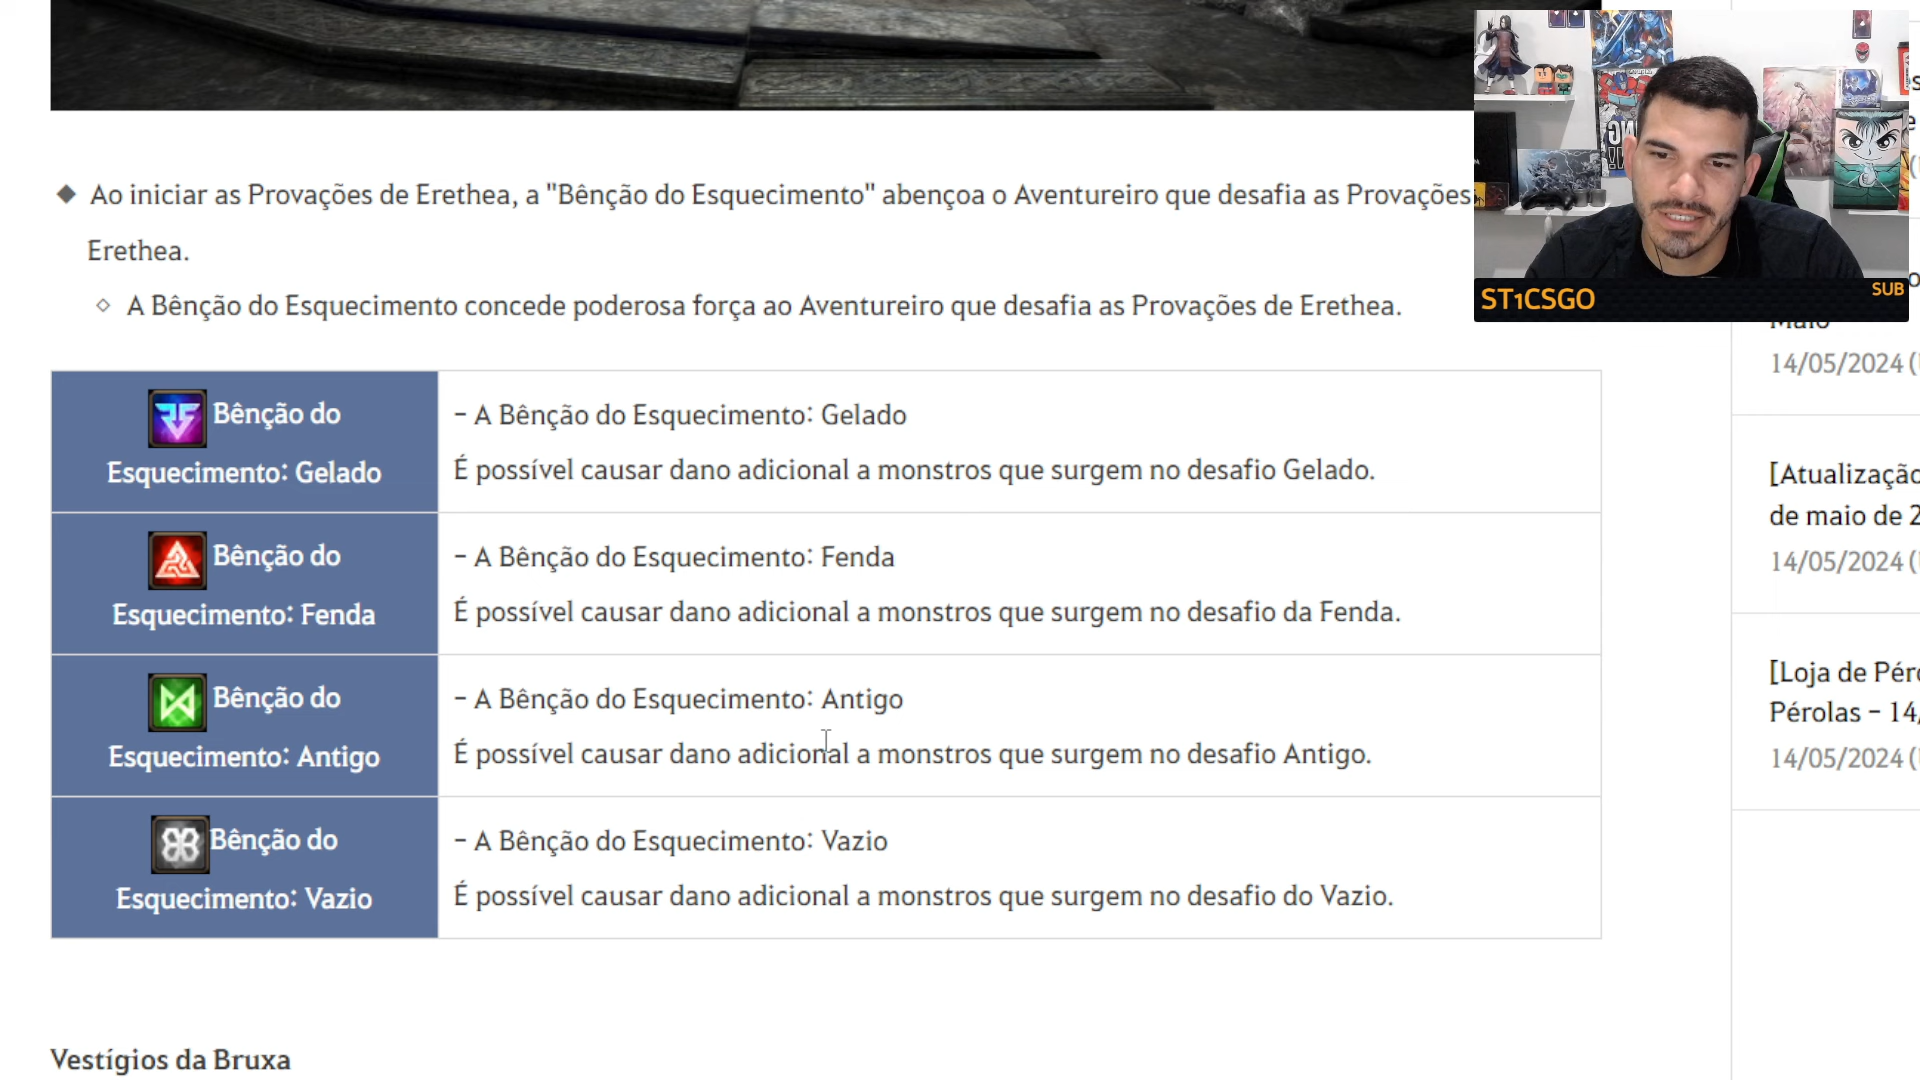 ◆ Ao iniciar as Provações de Erethea, a "Bênção do Esquecimento" abençoa o Aventureiro que desafia as Provações
Erethea.
◇ A Bênção do Esquecimento concede poderosa força ao Aventureiro que desafia as Provações de Erethea.
Bênção do
Esquecimento: Gelado
- A Bênção do Esquecimento: Gelado
É possível causar dano adicional a monstros que surgem no desafio Gelado.
Bênção do
Esquecimento: Fenda
- A Bênção do Esquecimento: Fenda
É possível causar dano adicional a monstros que surgem no desafio da Fenda.
Bênção do
Esquecimento: Antigo
- A Bênção do Esquecimento: Antigo
É possível causar dano adicional a monstros que surgem no desafio Antigo.
Bênção do
Esquecimento: Vazio
- A Bênção do Esquecimento: Vazio
É possível causar dano adicional a monstros que surgem no desafio do Vazio.
Vestígios da Bruxa
ST1CSGO
SUB
Maio
14/05/2024 (
[Atualização
de maio de 2
14/05/2024 (
[Loja de Péro
Pérolas - 14/
14/05/2024 (